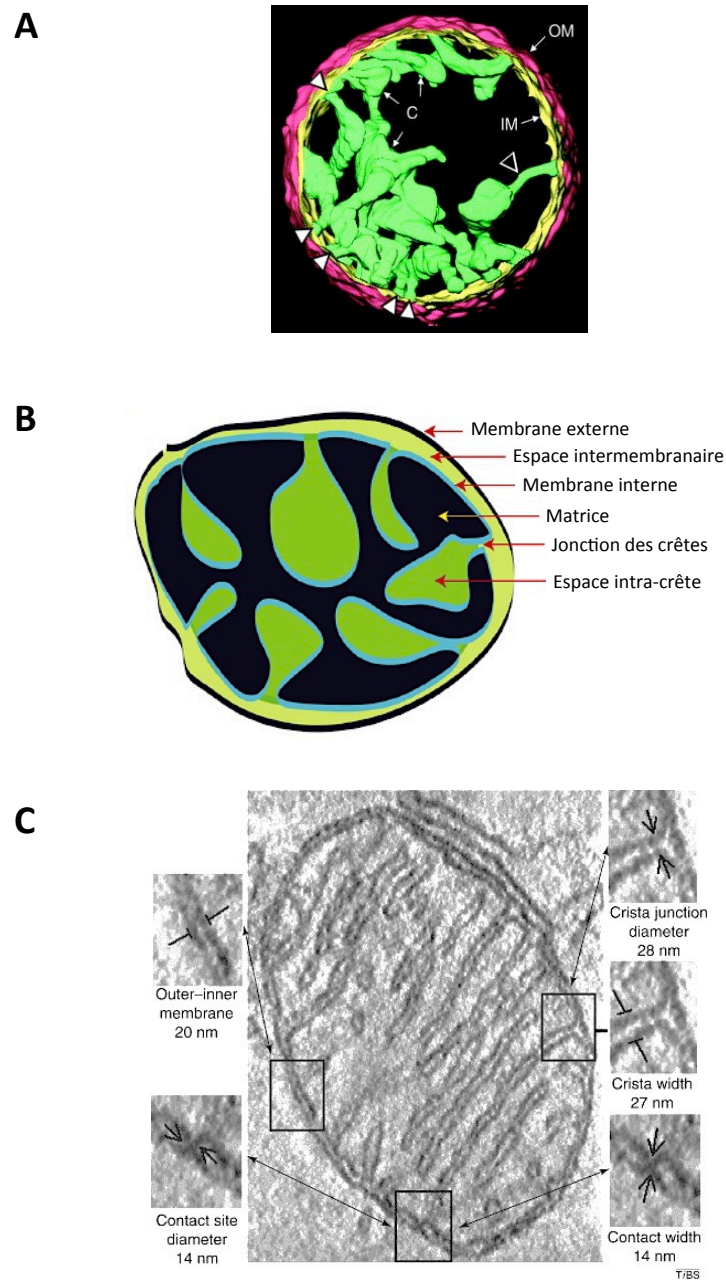 A
OM
C
IM
B
Membrane externe
Espace intermembranaire
Membrane interne
Matrice
Jonction des crêtes
Espace intra-crête
C
Crista junction
diameter
28 nm
Outer–inner
membrane
20 nm
Crista width
27 nm
Contact site
diameter
14 nm
Contact width
14 nm
TiBS